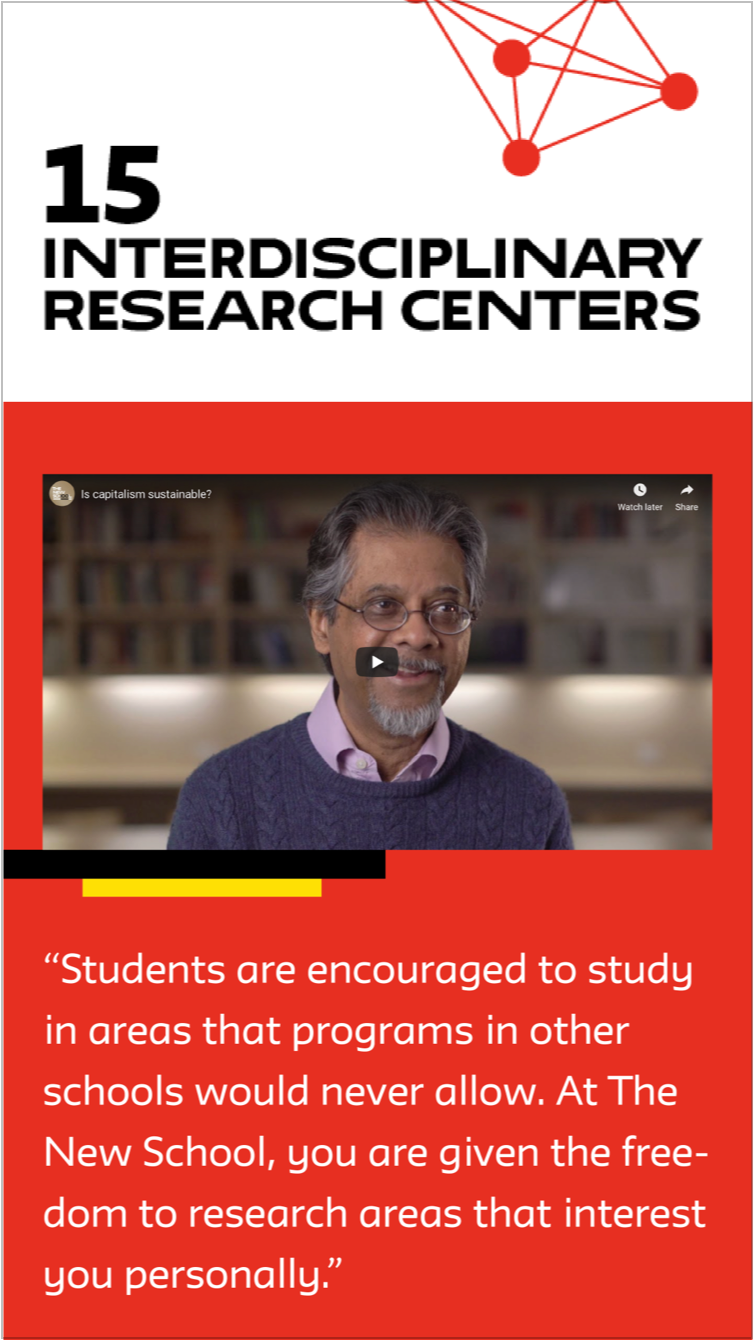 15
INTERDISCIPLINARY
RESEARCH CENTERS
Is capitalism sustainable?
Watch later Share
“Students are encouraged to study
in areas that programs in other
schools would never allow. At The
New School, you are given the free-
dom to research areas that interest
you personally.”